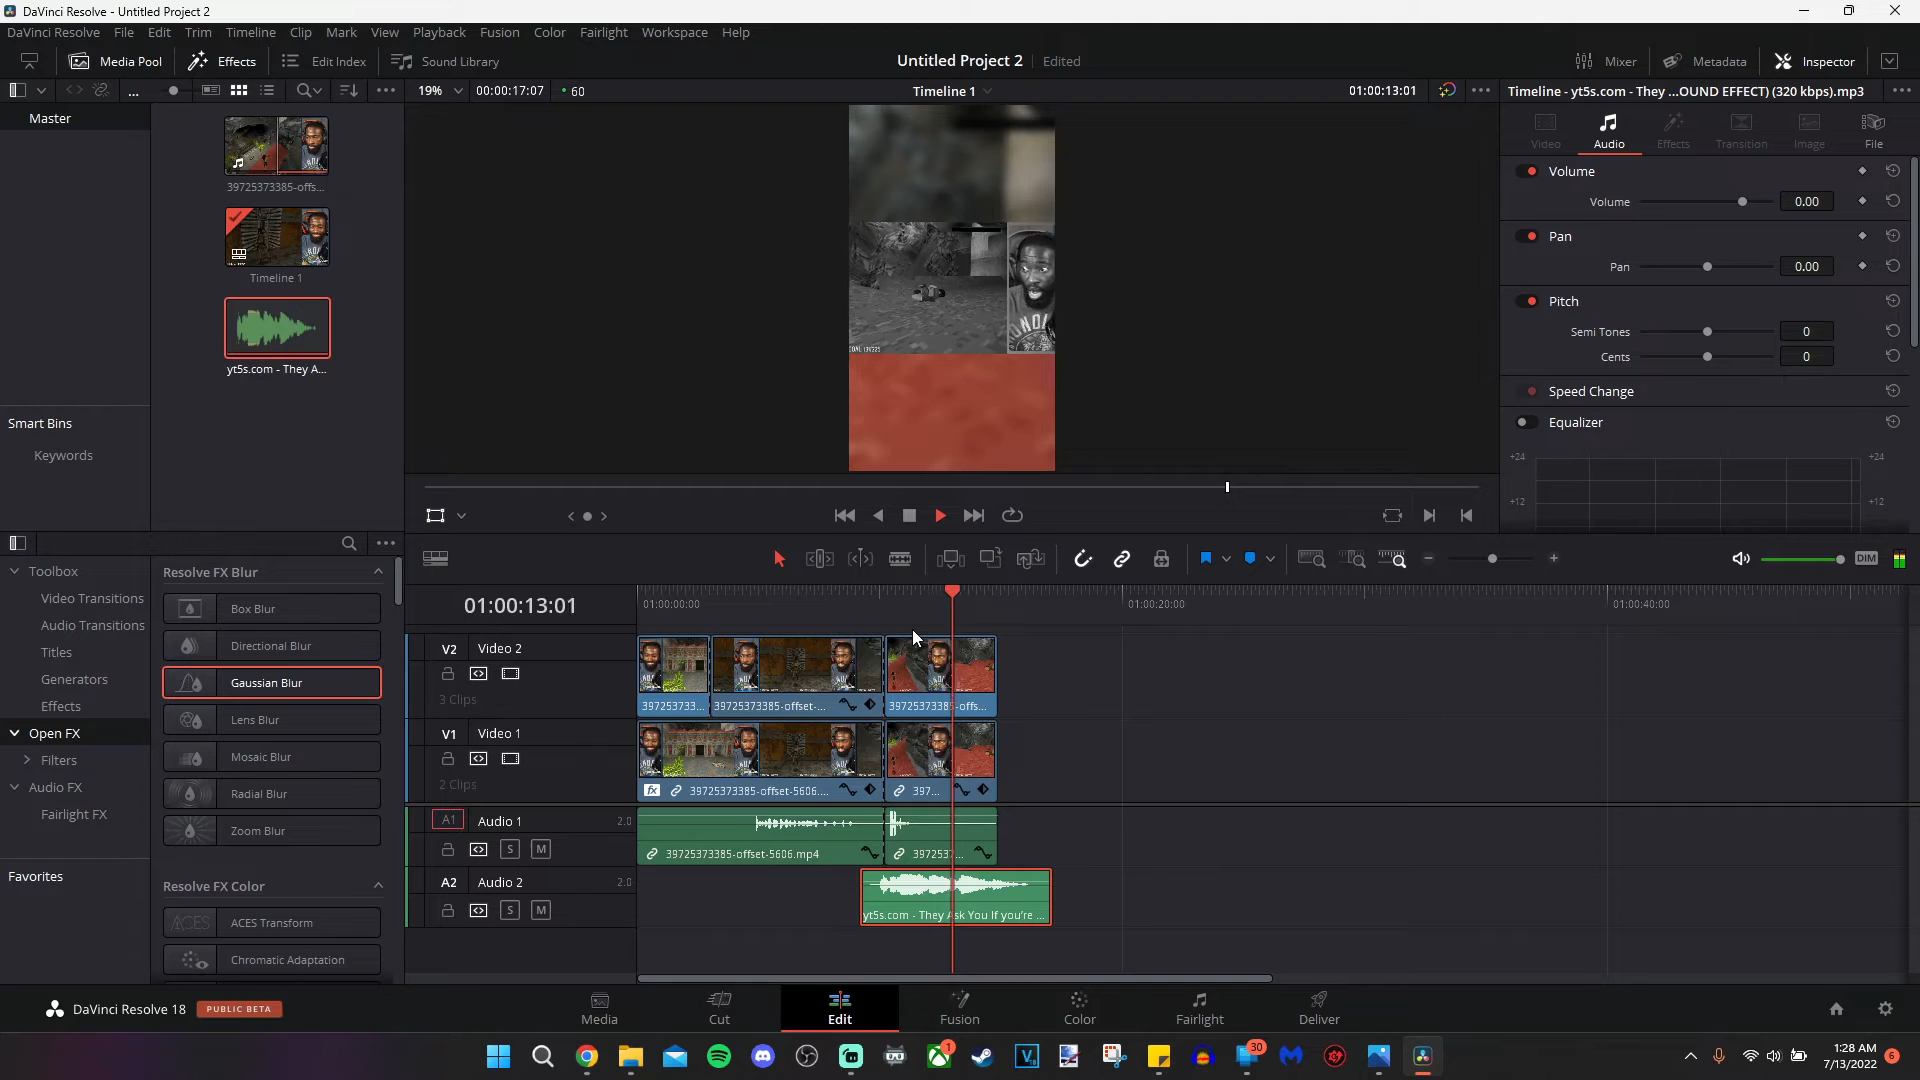 DaVinci Resolve - Untitled Project 2
DaVinci Resolve File Edit Trim Timeline Clip Mark View Playback Fusion Color Fairlight Workspace Help
Media Pool Effects Edit Index Sound Library Untitled Project 2 Edited Mixer Metadata Inspector
... 19% 00:00:17:07 60 Timeline 1 01:00:13:01 Timeline - yt5s.com - They ...OUND EFFECT) (320 kbps).mp3
Master
39725373385-offs...
Timeline 1
yt5s.com - They A...
Smart Bins
Keywords
Video Audio Effects Transition Image File
Volume
Volume 0.00
Pan
Pan 0.00
Pitch
Semi Tones 0
Cents 0
Speed Change
Equalizer
+24 +24
+12 +12
Toolbox
Video Transitions
Audio Transitions
Titles
Generators
Effects
Open FX
Filters
Audio FX
Fairlight FX
Favorites
Resolve FX Blur
Box Blur
Directional Blur
Gaussian Blur
Lens Blur
Mosaic Blur
Radial Blur
Zoom Blur
Resolve FX Color
ACES ACES Transform
Chromatic Adaptation
DIM
01:00:13:01 01:00:00:00 01:00:20:00 01:00:40:00
V2 Video 2
3 Clips
397253733... 39725373385-offset-... 39725373385-offs...
V1 Video 1
2 Clips
fx 39725373385-offset-5606.... 397...
A1 Audio 1 2.0
S M
39725373385-offset-5606.mp4 3972537...
A2 Audio 2 2.0
S M
yt5s.com - They Ask You If you're ...
DaVinci Resolve 18 PUBLIC BETA
Media Cut Edit Fusion Color Fairlight Deliver
1 30
1:28 AM
7/13/2022
6